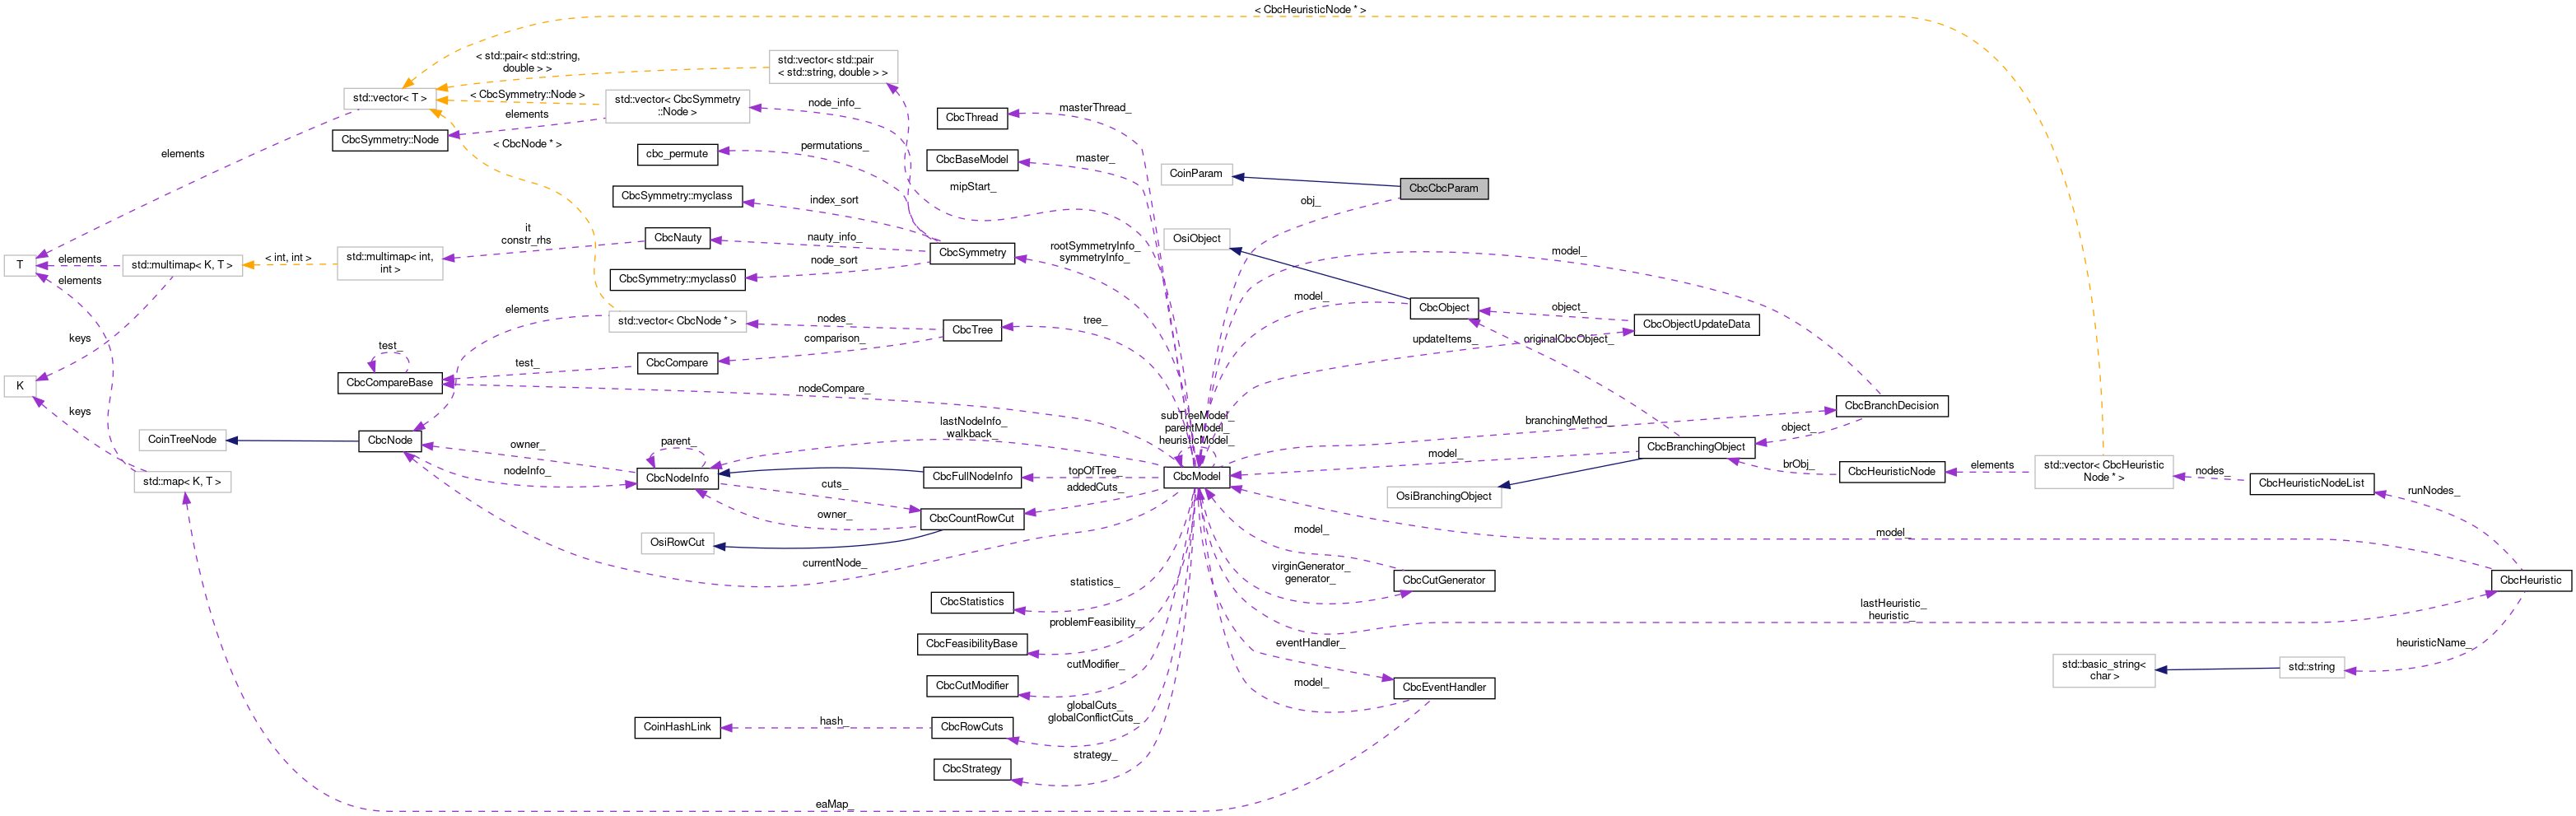 < CbcHeuristicNode * >
< std::pair< std::string,
double > >
std::vector< std::pair
< std::string, double > >
std::vector< T >
< CbcSymmetry::Node >
std::vector< CbcSymmetry
::Node >
node_info_
masterThread_
CbcThread
elements
CbcSymmetry::Node
< CbcNode * >
cbc_permute
permutations_
CbcBaseModel
master_
elements
CoinParam
CbcCbcParam
mipStart_
CbcSymmetry::myclass
index_sort
obj_
it
constr_rhs
CbcNauty
nauty_info_
CbcSymmetry
rootSymmetryInfo_
symmetryInfo_
OsiObject
model_
T
elements
elements
std::multimap< K, T >
< int, int >
std::multimap< int,
int >
CbcSymmetry::myclass0
node_sort
model_
CbcObject
object_
CbcObjectUpdateData
elements
std::vector< CbcNode * >
nodes_
CbcTree
tree_
comparison_
updateItems_
originalCbcObject_
keys
test_
test_
CbcCompare
K
CbcCompareBase
nodeCompare_
keys
CoinTreeNode
CbcNode
owner_
nodeInfo_
parent_
CbcNodeInfo
lastNodeInfo_
walkback_
subTreeModel_
parentModel_
heuristicModel_
branchingMethod_
CbcBranchDecision
object_
CbcBranchingObject
model_
brObj_
CbcHeuristicNode
elements
std::vector< CbcHeuristic
Node * >
nodes_
CbcHeuristicNodeList
runNodes_
std::map< K, T >
CbcFullNodeInfo
topOfTree_
CbcModel
addedCuts_
cuts_
owner_
CbcCountRowCut
OsiBranchingObject
OsiRowCut
currentNode_
model_
model_
virginGenerator_
generator_
CbcCutGenerator
CbcHeuristic
statistics_
CbcStatistics
lastHeuristic_
heuristic_
problemFeasibility_
CbcFeasibilityBase
eventHandler_
heuristicName_
cutModifier_
CbcCutModifier
model_
CbcEventHandler
std::basic_string<
char >
std::string
globalCuts_
globalConflictCuts_
CoinHashLink
hash_
CbcRowCuts
strategy_
CbcStrategy
eaMap_